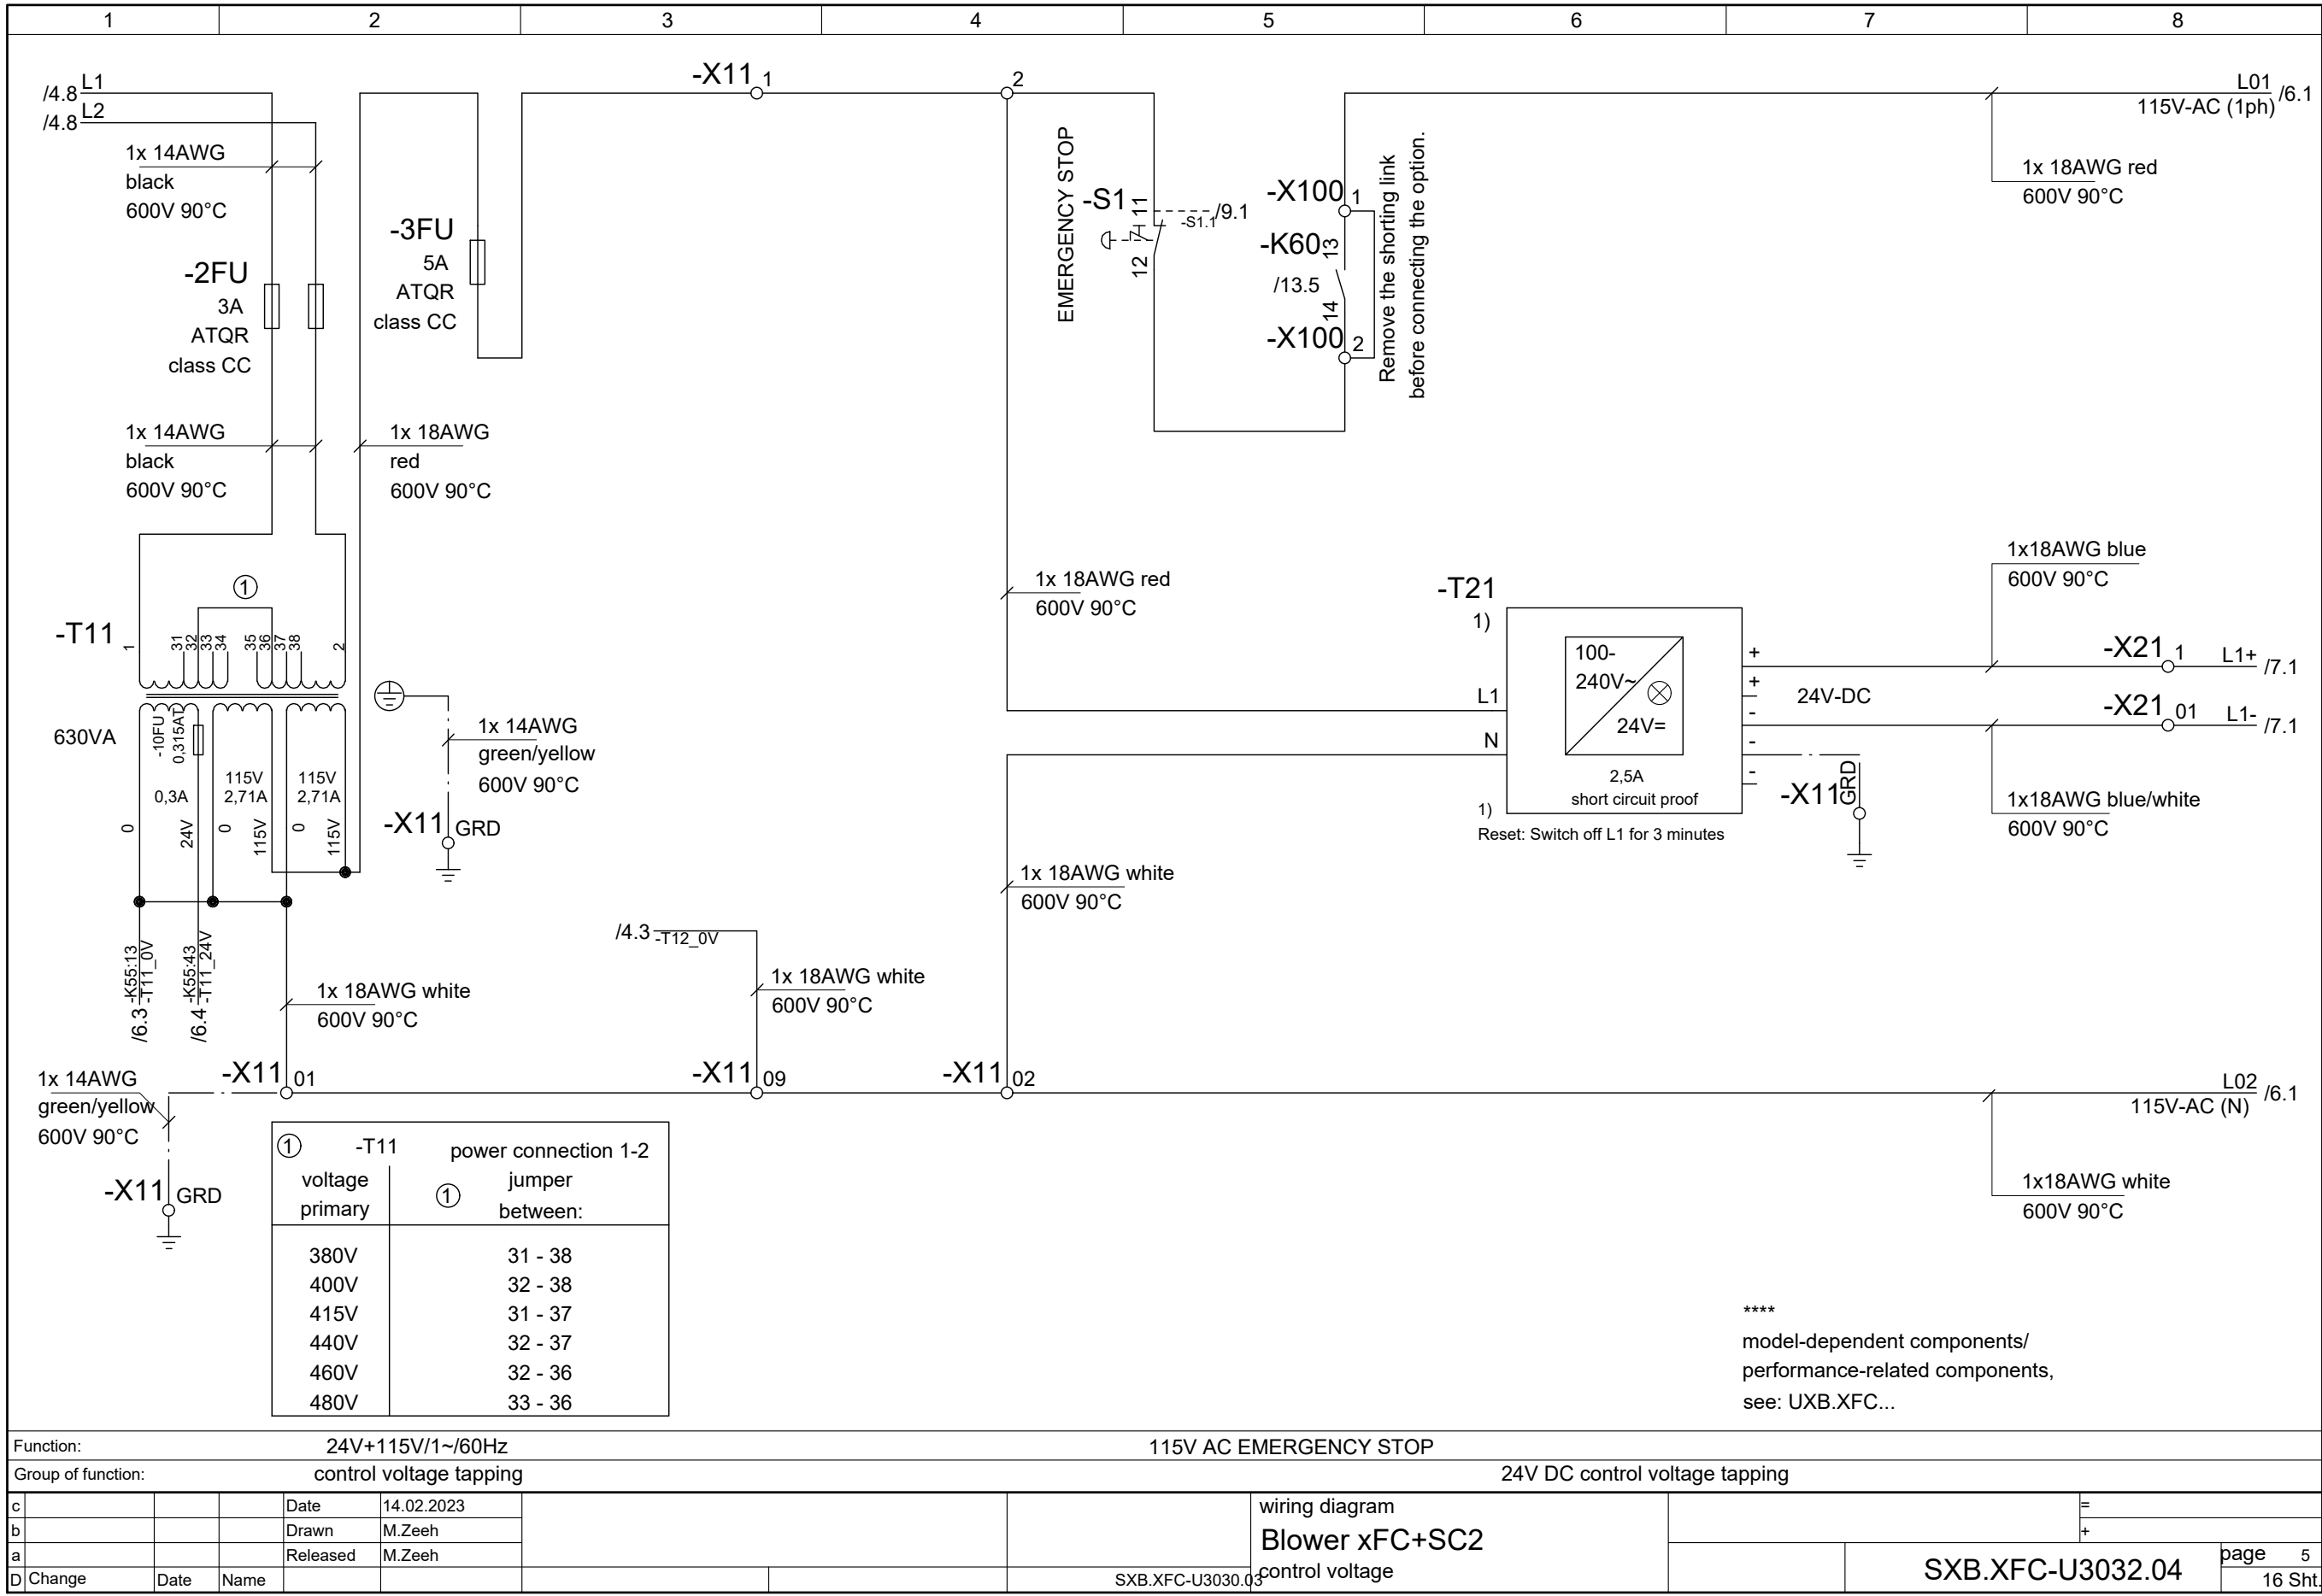 1 2 3 4 5 6 7 8
/4.8 L1
/4.8 L2
1x 14AWG
black
600V 90°C
-2FU
3A
ATQR
class CC
-3FU
5A
ATQR
class CC
1x 14AWG
black
600V 90°C
1x 18AWG
red
600V 90°C
-X11 1
2
EMERGENCY STOP
-S1
11
12
-S1.1
/9.1
-X100 1
-K60
13
/13.5
14
-X100 2
Remove the shorting link
before connecting the option.
L01 /6.1
115V-AC (1ph)
1x 18AWG red
600V 90°C
1
-T11
1 31 32 33 34 35 36 37 38 2
630VA
-10FU
0,315AT
0,3A
115V
2,71A
115V
2,71A
0 24V 0 115V 0 115V
-K55:13
/6.3 -T11_0V
-K55:43
/6.4 -T11_24V
1x 14AWG
green/yellow
600V 90°C
-X11 GRD
1x 18AWG red
600V 90°C
-T21
1)
L1
N
100-
240V~
24V=
2,5A
short circuit proof
1)
Reset: Switch off L1 for 3 minutes
+
+
-
-
-
24V-DC
-X11 GRD
1x18AWG blue
600V 90°C
-X21 1 L1+ /7.1
-X21 01 L1- /7.1
1x18AWG blue/white
600V 90°C
1x 18AWG white
600V 90°C
/4.3 -T12_0V
1x 18AWG white
600V 90°C
1x 18AWG white
600V 90°C
1x 14AWG
green/yellow
600V 90°C
-X11 GRD
-X11 01
-X11 09
-X11 02
L02 /6.1
115V-AC (N)
1x18AWG white
600V 90°C
1 -T11 power connection 1-2
voltage jumper
primary 1 between:
380V 31 - 38
400V 32 - 38
415V 31 - 37
440V 32 - 37
460V 32 - 36
480V 33 - 36
****
model-dependent components/
performance-related components,
see: UXB.XFC...
Function: 24V+115V/1~/60Hz 115V AC EMERGENCY STOP
Group of function: control voltage tapping 24V DC control voltage tapping
c Date 14.02.2023
b Drawn M.Zeeh
a Released M.Zeeh
D Change Date Name
SXB.XFC-U3030.03
wiring diagram
Blower xFC+SC2
control voltage
=
+
SXB.XFC-U3032.04
page 5
16 Sht.